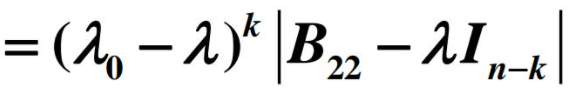 = (λ₀ − λ)ᵏ |B₂₂ − λIₙ₋ₖ|